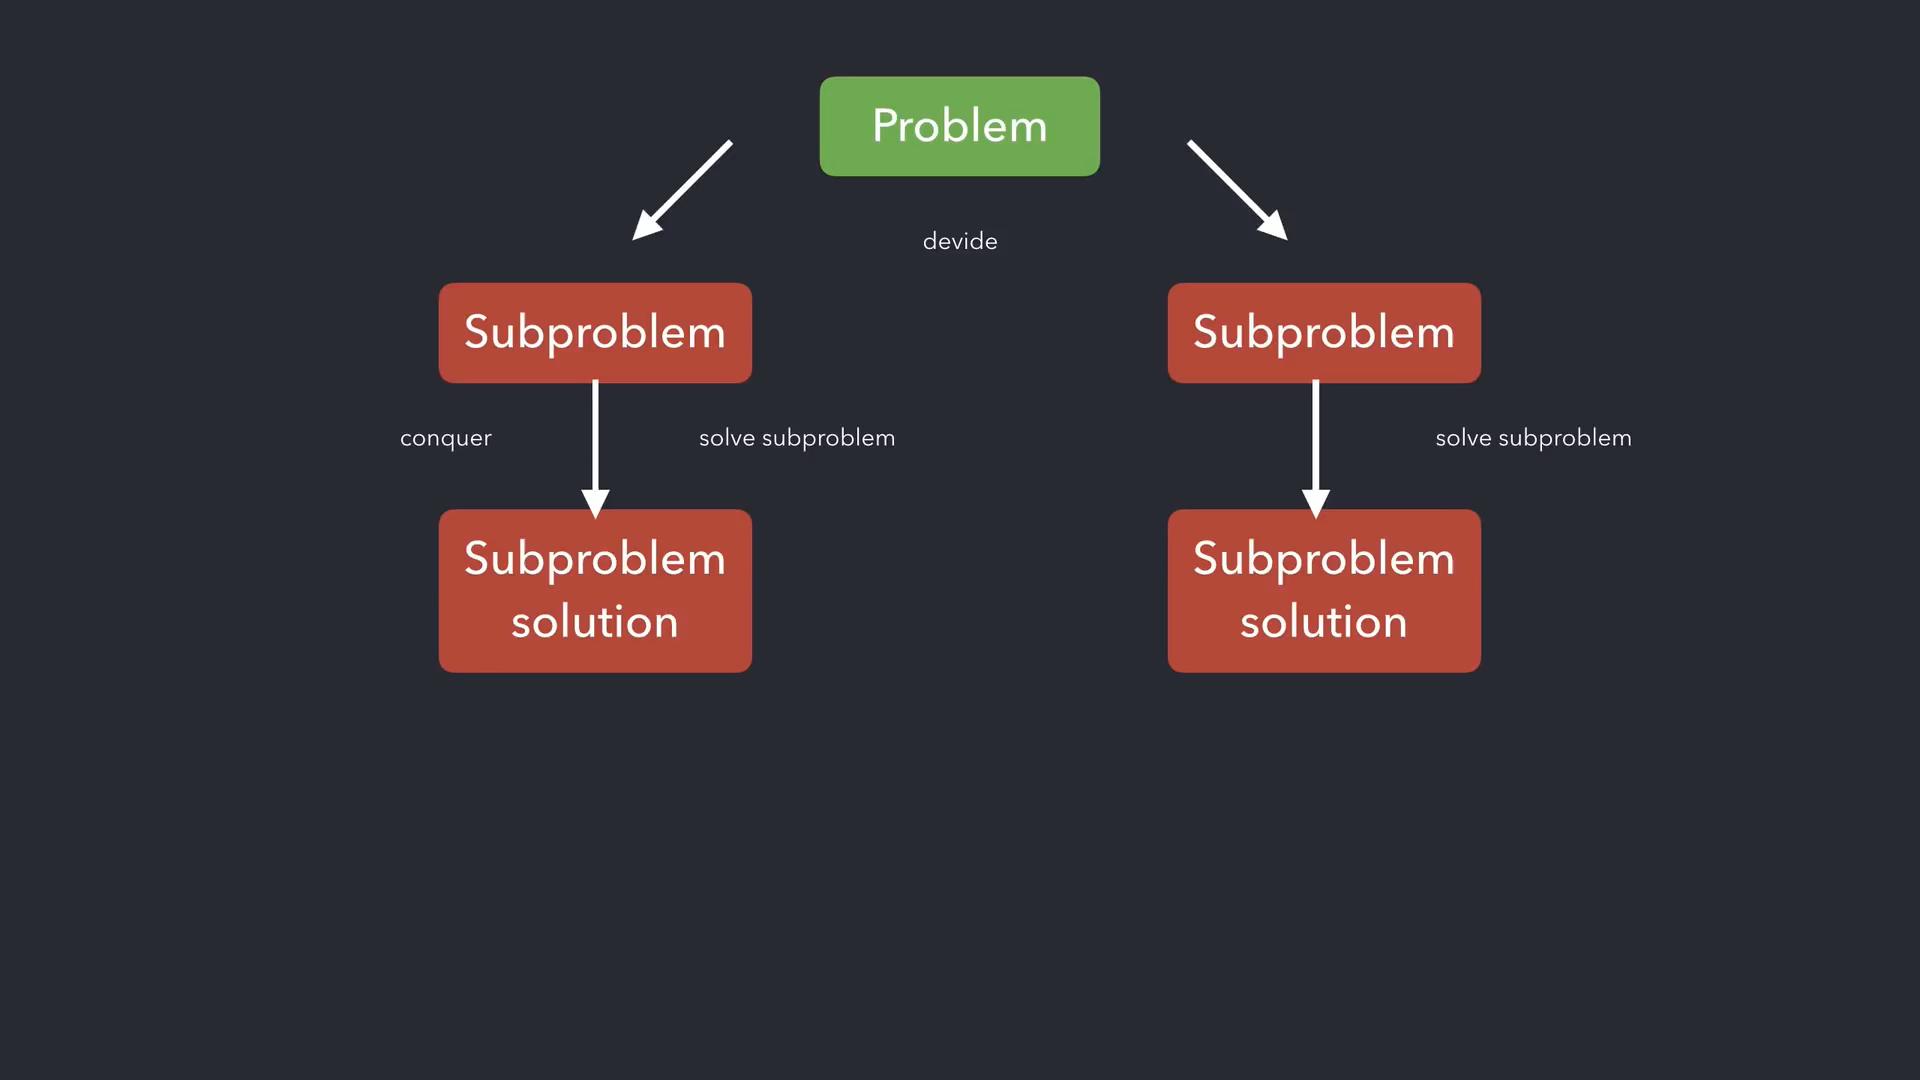 Problem
devide
Subproblem
Subproblem
conquer
solve subproblem
solve subproblem
Subproblem
solution
Subproblem
solution